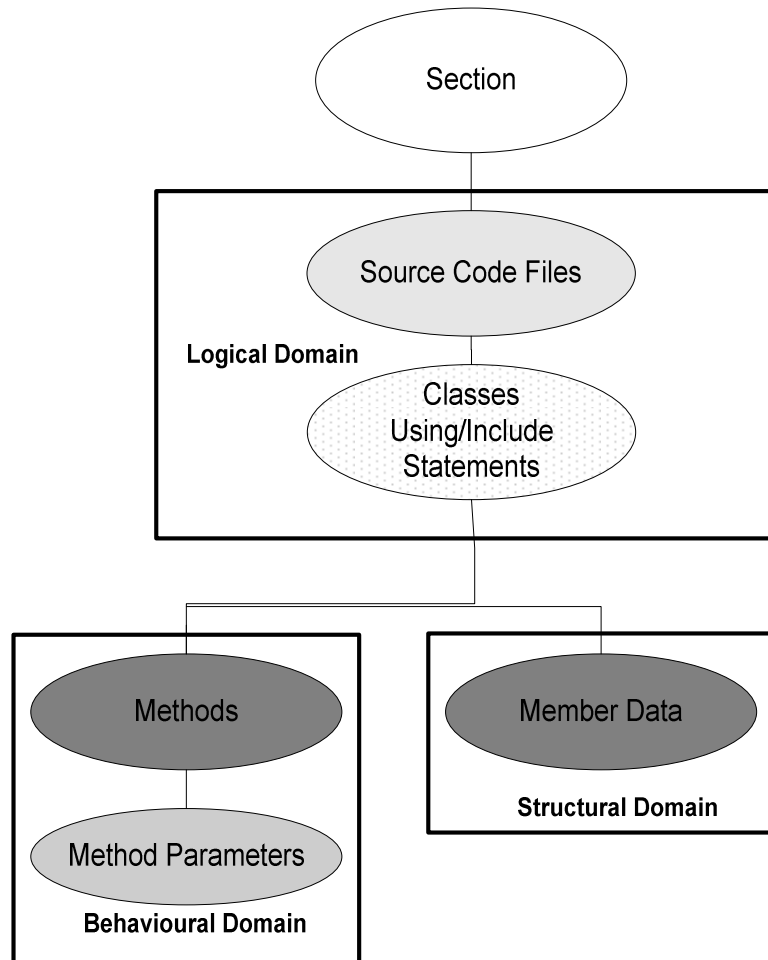 Section
Source Code Files
Logical Domain
Classes
Using/Include
Statements
Methods
Member Data
Structural Domain
Method Parameters
Behavioural Domain